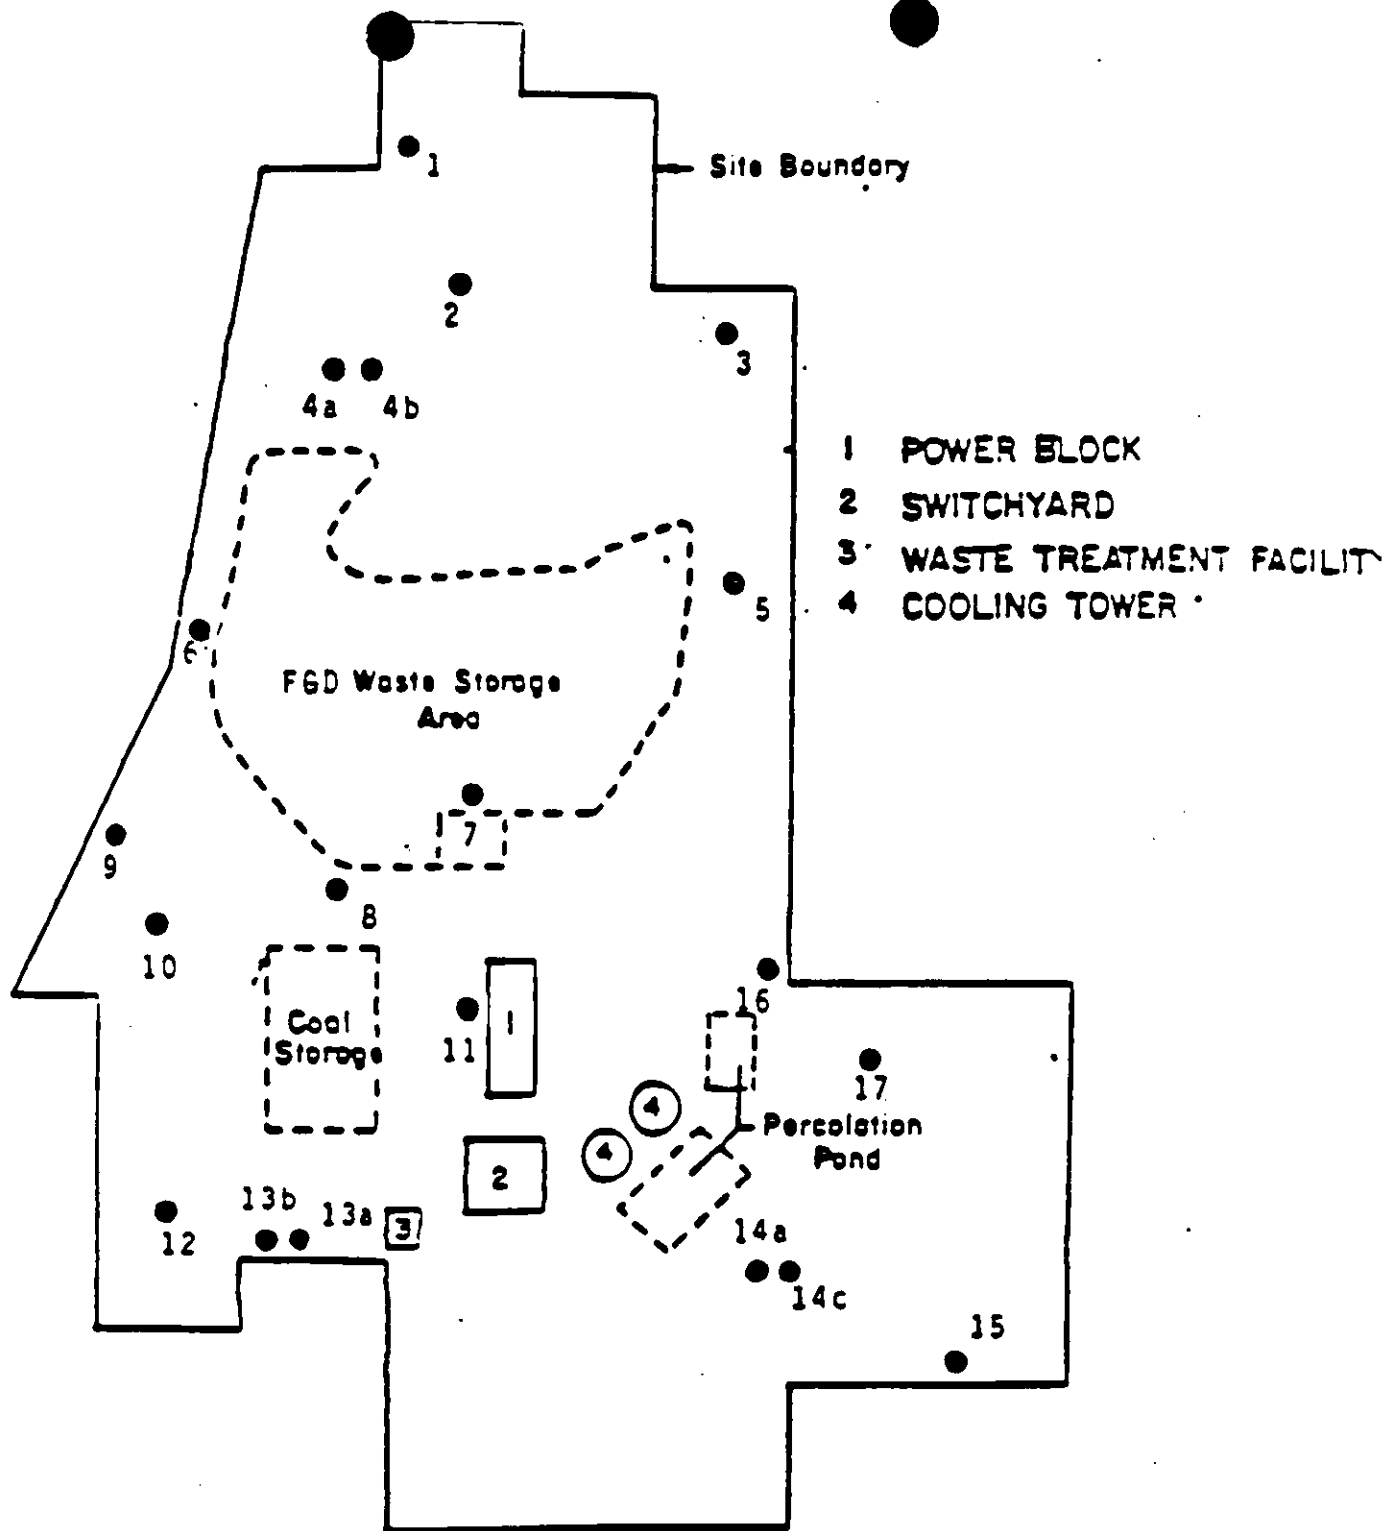 1
Site Boundary
2
3
4a 4b
1 POWER BLOCK
2 SWITCHYARD
3 WASTE TREATMENT FACILIT
4 COOLING TOWER
5
6
FGD Waste Storage
Area
7
9
8
10
16
Coal
Storage
11
1
17
4
Percolation
Pond
4
2
13b 13a
3
12
14a
14c
15